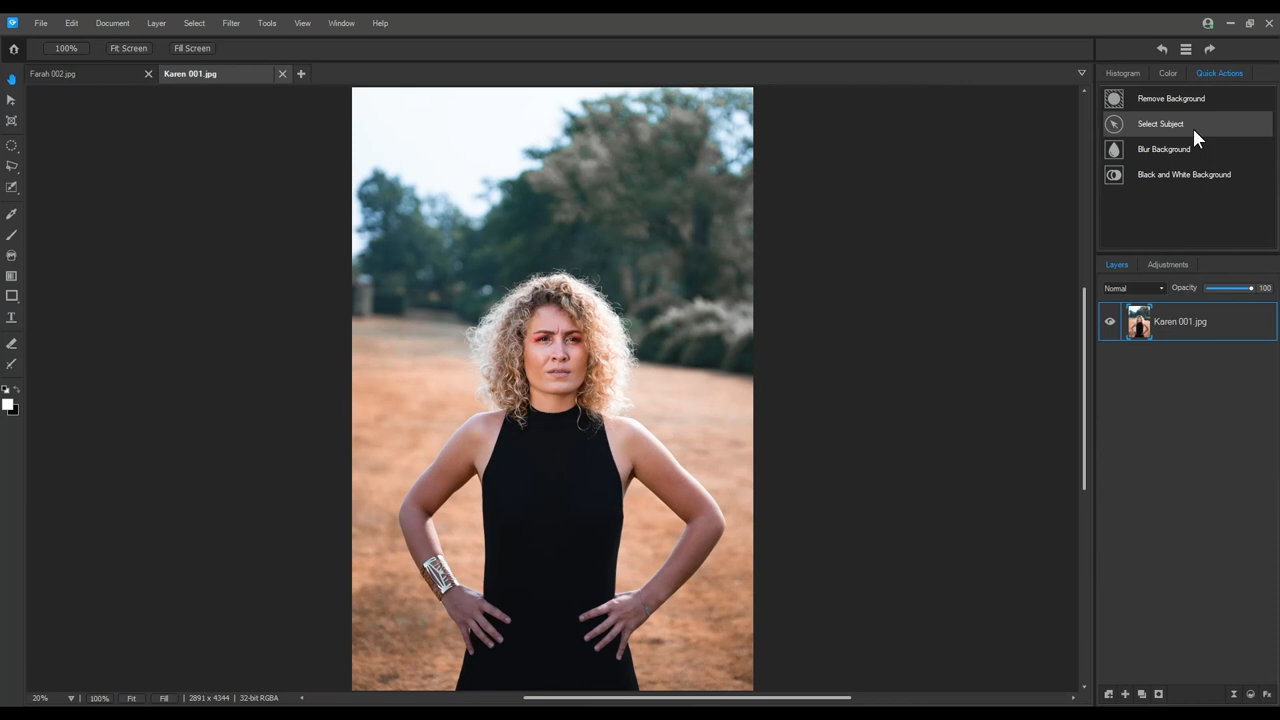 File Edit Document Layer Select Filter Tools View Window Help
100% Fit Screen Fill Screen
Farah 002.jpg Karen 001.jpg
Histogram Color Quick Actions
Remove Background
Select Subject
Blur Background
Black and White Background
Layers Adjustments
Normal Opacity 100
Karen 001.jpg
20% 100% Fit Fill 2891 x 4344 32-bit RGBA
Fx